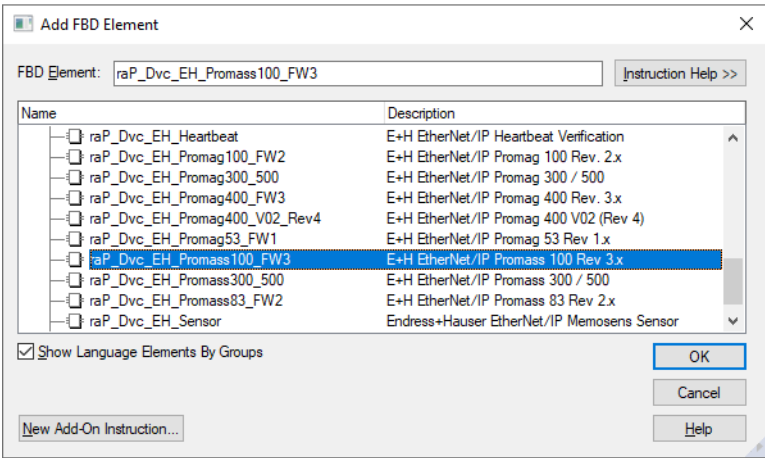 Add FBD Element
FBD Element: raP_Dvc_EH_Promass100_FW3 Instruction Help >>
Name Description
raP_Dvc_EH_Heartbeat E+H EtherNet/IP Heartbeat Verification
raP_Dvc_EH_Promag100_FW2 E+H EtherNet/IP Promag 100 Rev. 2.x
raP_Dvc_EH_Promag300_500 E+H EtherNet/IP Promag 300 / 500
raP_Dvc_EH_Promag400_FW3 E+H EtherNet/IP Promag 400 Rev. 3.x
raP_Dvc_EH_Promag400_V02_Rev4 E+H EtherNet/IP Promag 400 V02 (Rev 4)
raP_Dvc_EH_Promag53_FW1 E+H EtherNet/IP Promag 53 Rev 1.x
raP_Dvc_EH_Promass100_FW3 E+H EtherNet/IP Promass 100 Rev 3.x
raP_Dvc_EH_Promass300_500 E+H EtherNet/IP Promass 300 / 500
raP_Dvc_EH_Promass83_FW2 E+H EtherNet/IP Promass 83 Rev 2.x
raP_Dvc_EH_Sensor Endress+Hauser EtherNet/IP Memosens Sensor
Show Language Elements By Groups OK
Cancel
New Add-On Instruction... Help